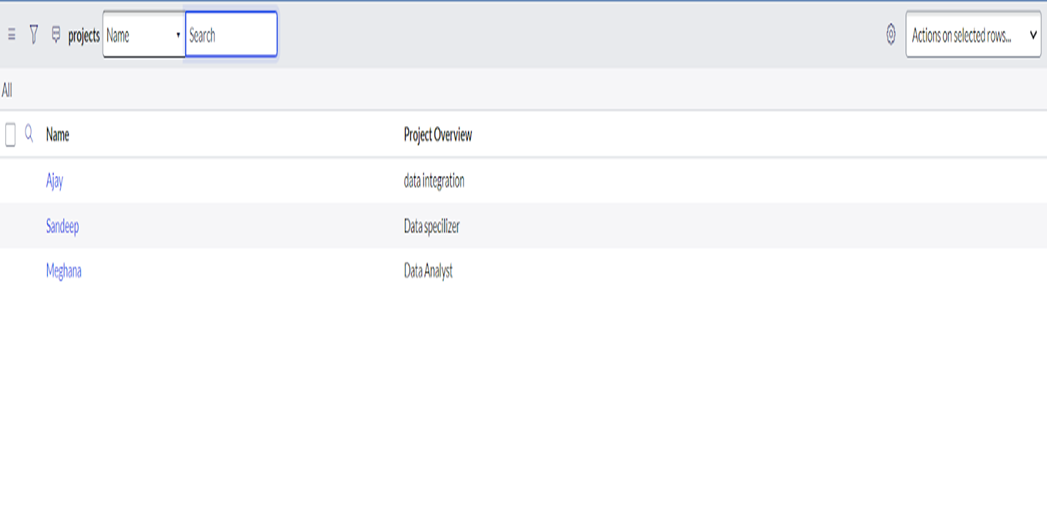 projects Name Search Actions on selected rows...
All
Name Project Overview
Ajay data integration
Sandeep Data specilizer
Meghana Data Analyst